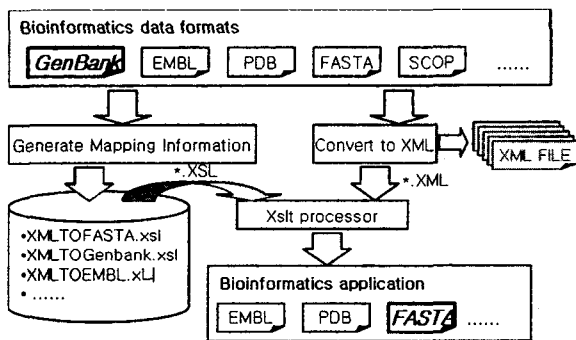 Bioinformatics data formats
GenBank EMBL PDB FASTA SCOP ......
Generate Mapping Information Convert to XML XML FILE
*.XSL *.XML
Xslt processor
•XMLTOFASTA.xsl
•XMLTOGenbank.xsl
•XMLTOEMBL.xLl
• ......
Bioinformatics application
EMBL PDB FASTA ......